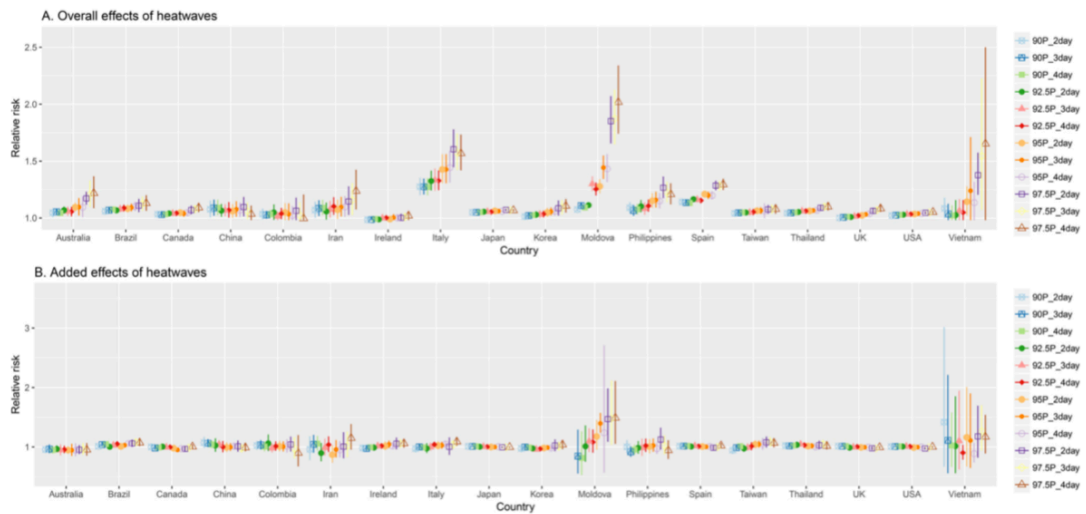 A. Overall effects of heatwaves
2.5
2.0
1.5
1.0
Relative risk
Australia Brazil Canada China Colombia Iran Ireland Italy Japan Korea Moldova Philippines Spain Taiwan Thailand UK USA Vietnam
Country
90P_2day
90P_3day
90P_4day
92.5P_2day
92.5P_3day
92.5P_4day
95P_2day
95P_3day
95P_4day
97.5P_2day
97.5P_3day
97.5P_4day
B. Added effects of heatwaves
3
2
1
Relative risk
Australia Brazil Canada China Colombia Iran Ireland Italy Japan Korea Moldova Philippines Spain Taiwan Thailand UK USA Vietnam
Country
90P_2day
90P_3day
90P_4day
92.5P_2day
92.5P_3day
92.5P_4day
95P_2day
95P_3day
95P_4day
97.5P_2day
97.5P_3day
97.5P_4day